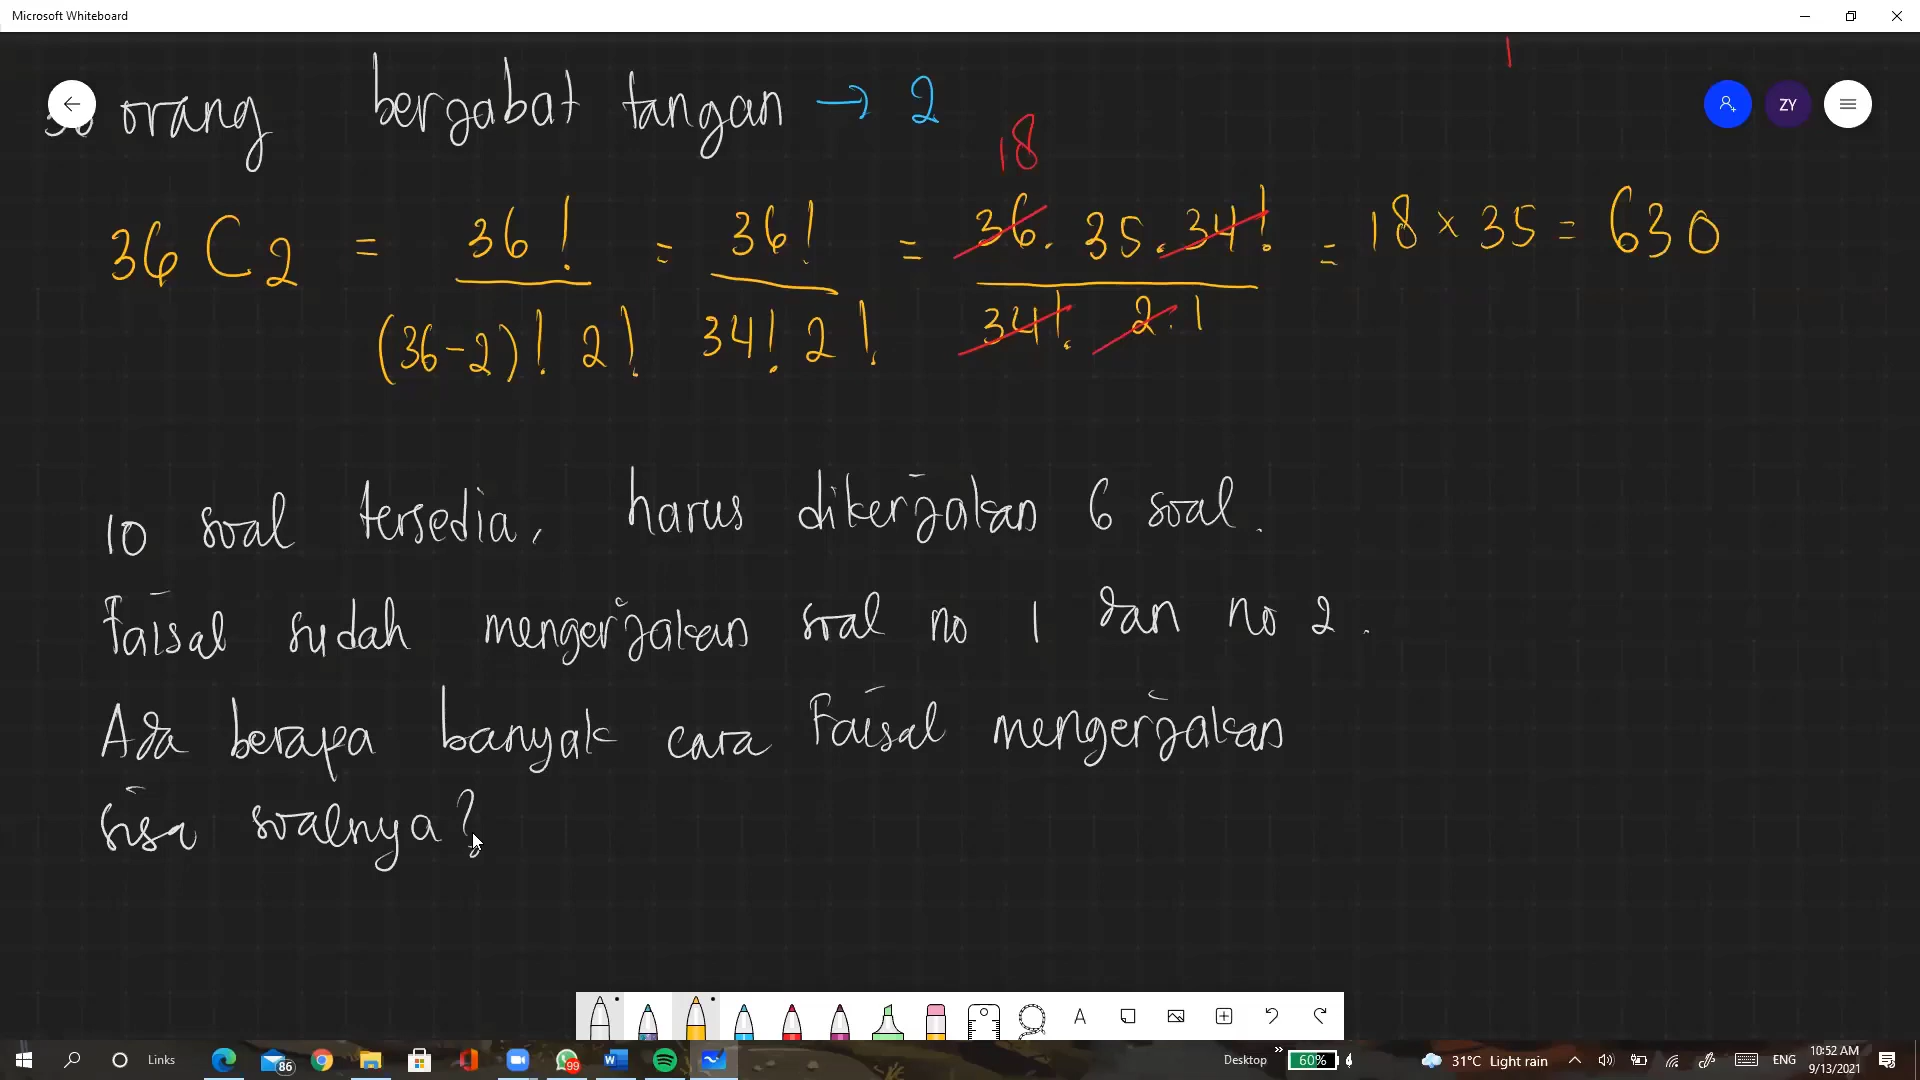 Microsoft Whiteboard
orang berjabat tangan → 2
ZY
18
36 C 2 = 36! / (36-2)! 2! = 36! / 34! 2! = 36. 35. 34! / 34! 2. 1 = 18 × 35 = 630
10 soal tersedia, harus dikerjakan 6 soal.
Faisal sudah mengerjakan soal no 1 dan no 2.
Ada berapa banyak cara Faisal mengerjakan
sisa soalnya?
A
Links
86
99
Desktop
60%
31°C Light rain
ENG
10:52 AM
9/13/2021